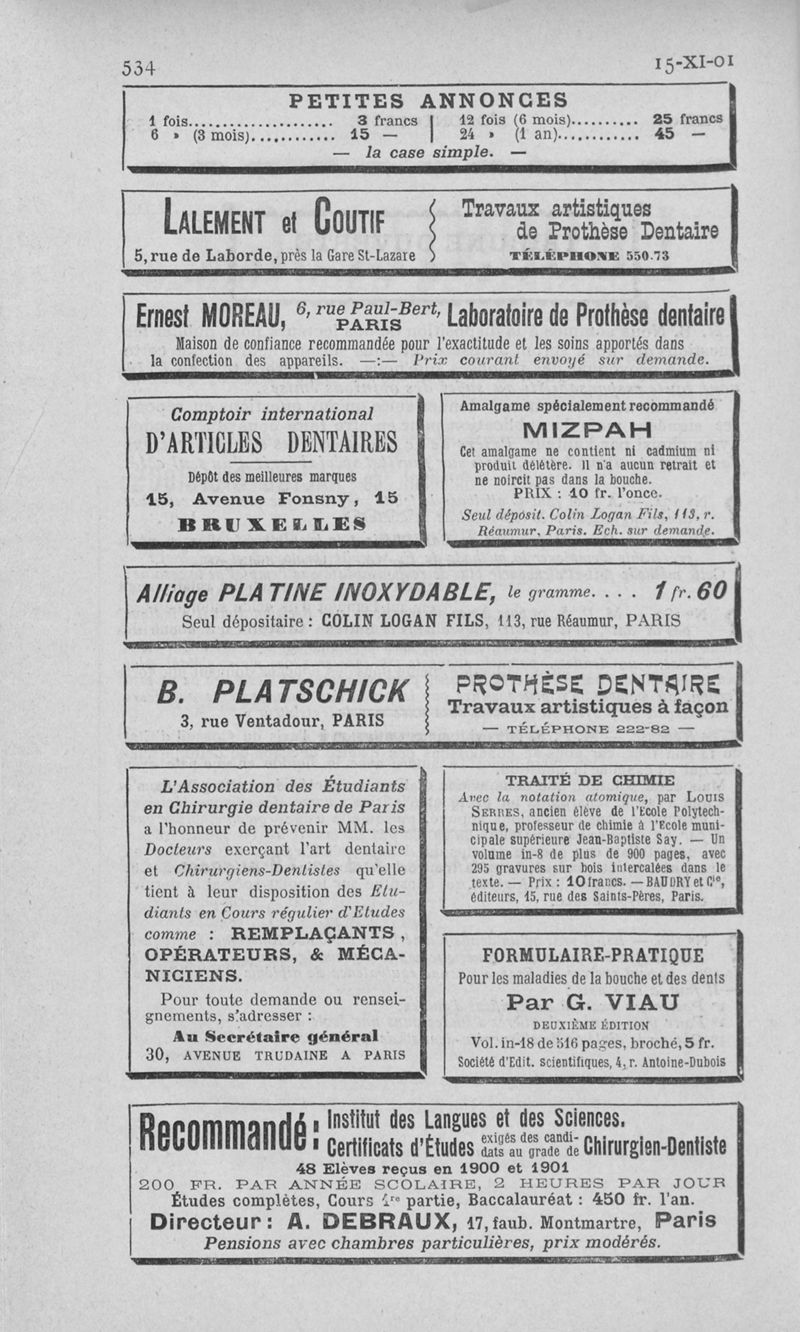 534
15-XI-01
PETITES ANNONCES
1 fois..................... 3 francs | 12 fois (6 mois).......... 25 francs
6 » (3 mois)............. 15 — | 24 » (1 an)............ 45 —
— la case simple. —
LALEMENT et COUTIF
5, rue de Laborde, près la Gare St-Lazare
Travaux artistiques
de Prothèse Dentaire
TÉLÉPHONE 550.73
Ernest MOREAU, 6, rue Paul-Bert, PARIS Laboratoire de Prothèse dentaire
Maison de confiance recommandée pour l'exactitude et les soins apportés dans
la confection des appareils. —:— Prix courant envoyé sur demande.
Comptoir international
D'ARTICLES DENTAIRES
Dépôt des meilleures marques
15, Avenue Fonsny, 15
BRUXELLES
Amalgame spécialement recommandé
MIZPAH
Cet amalgame ne contient ni cadmium ni
produit délétère. Il n'a aucun retrait et
ne noircit pas dans la bouche.
PRIX : 10 fr. l'once.
Seul déposit. Colin Logan Fils, 113, r.
Réaumur, Paris. Ech. sur demande.
Alliage PLATINE INOXYDABLE, le gramme. . . . 1 fr. 60
Seul dépositaire : COLIN LOGAN FILS, 113, rue Réaumur, PARIS
B. PLATSCHICK
3, rue Ventadour, PARIS
PROTHÈSE DENTAIRE
Travaux artistiques à façon
— TÉLÉPHONE 222-82 —
L'Association des Étudiants
en Chirurgie dentaire de Paris
a l'honneur de prévenir MM. les
Docteurs exerçant l'art dentaire
et Chirurgiens-Dentistes qu'elle
tient à leur disposition des Etu-
diants en Cours régulier d'Etudes
comme : REMPLAÇANTS,
OPÉRATEURS, & MÉCA-
NICIENS.
Pour toute demande ou rensei-
gnements, s'adresser :
Au Secrétaire général
30, AVENUE TRUDAINE A PARIS
TRAITÉ DE CHIMIE
Avec la notation atomique, par LOUIS
SERRES, ancien élève de l'Ecole Polytech-
nique, professeur de chimie à l'Ecole muni-
cipale supérieure Jean-Baptiste Say. — Un
volume in-8 de plus de 900 pages, avec
295 gravures sur bois intercalées dans le
texte. — Prix : 10 francs. — BAUDRY et Cie,
éditeurs, 15, rue des Saints-Pères, Paris.
FORMULAIRE-PRATIQUE
Pour les maladies de la bouche et des dents
Par G. VIAU
DEUXIÈME ÉDITION
Vol. in-18 de 516 pages, broché, 5 fr.
Société d'Edit. scientifiques, 4, r. Antoine-Dubois
Recommandé : Institut des Langues et des Sciences.
Certificats d'Études exigés des candi-dats au grade de Chirurgien-Dentiste
48 Elèves reçus en 1900 et 1901
200 FR. PAR ANNÉE SCOLAIRE, 2 HEURES PAR JOUR
Études complètes, Cours 1re partie, Baccalauréat : 450 fr. l'an.
Directeur : A. DEBRAUX, 17, faub. Montmartre, Paris
Pensions avec chambres particulières, prix modérés.